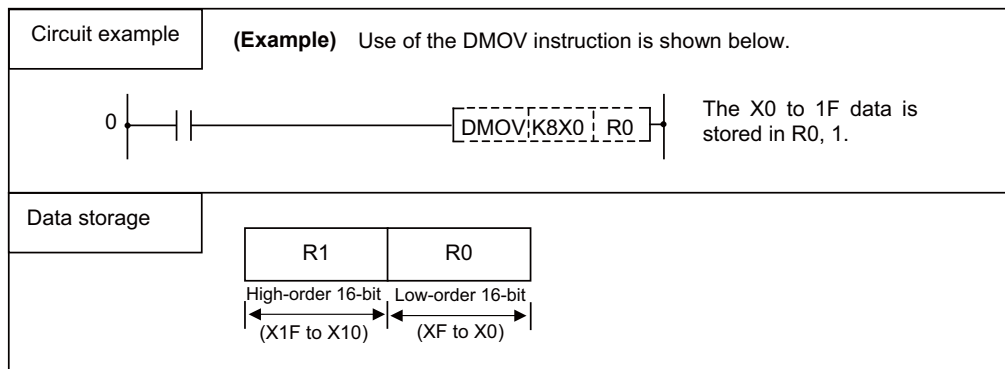 Circuit example
(Example) Use of the DMOV instruction is shown below.
0
DMOV K8X0 R0
The X0 to 1F data is
stored in R0, 1.
Data storage
R1 R0
High-order 16-bit Low-order 16-bit
(X1F to X10) (XF to X0)